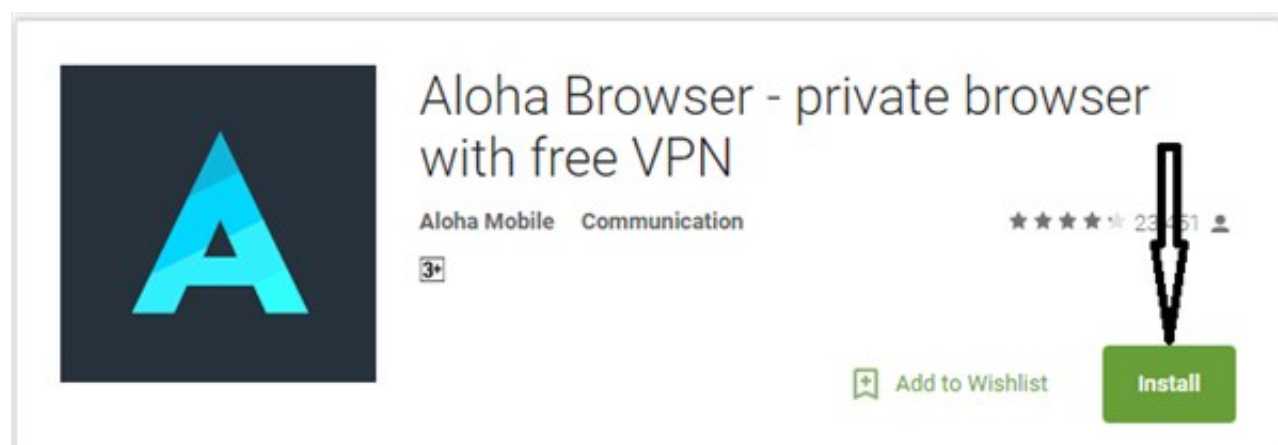 Aloha Browser - private browser
with free VPN
Aloha Mobile Communication
3+
Add to Wishlist
Install